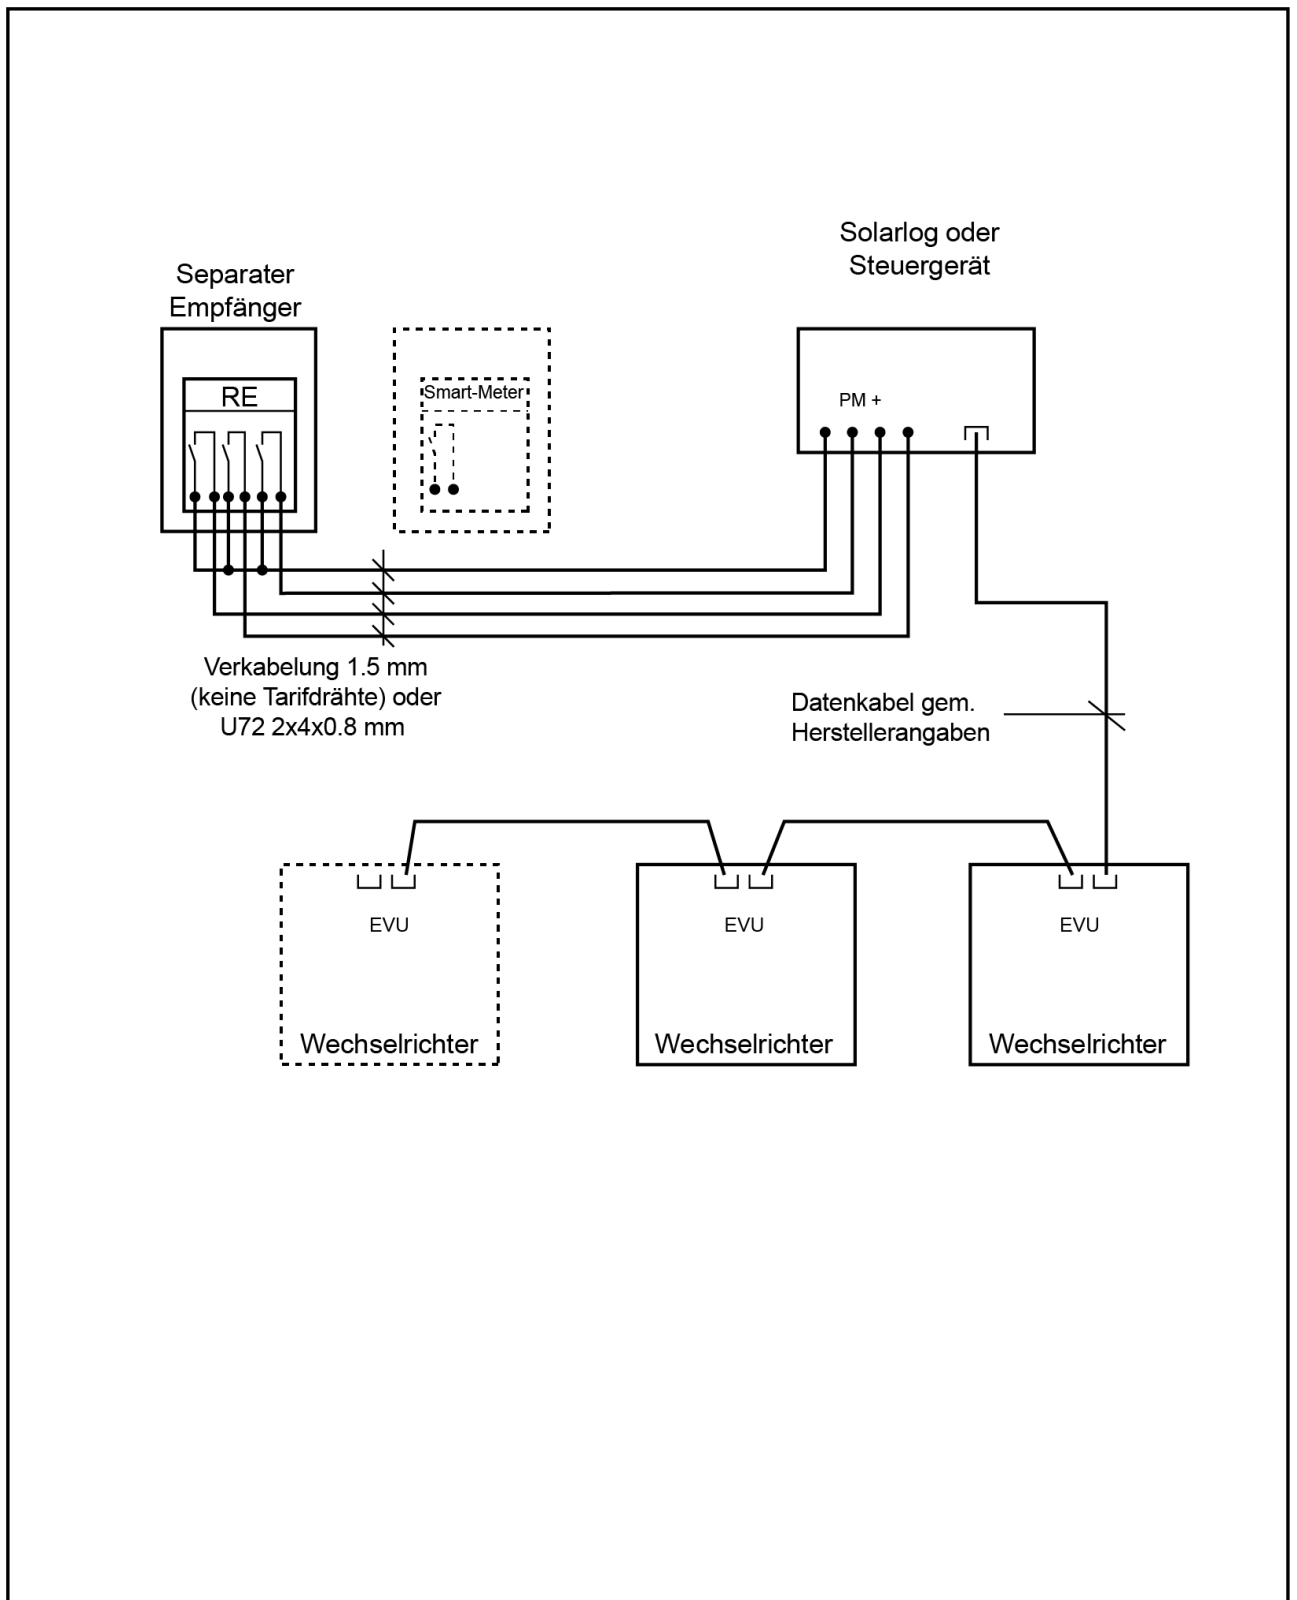 Solarlog oder
Steuergerät
Separater
Empfänger
RE
Smart-Meter
PM +
Verkabelung 1.5 mm
(keine Tarifdrähte) oder
U72 2x4x0.8 mm
Datenkabel gem.
Herstellerangaben
EVU
EVU
EVU
Wechselrichter
Wechselrichter
Wechselrichter